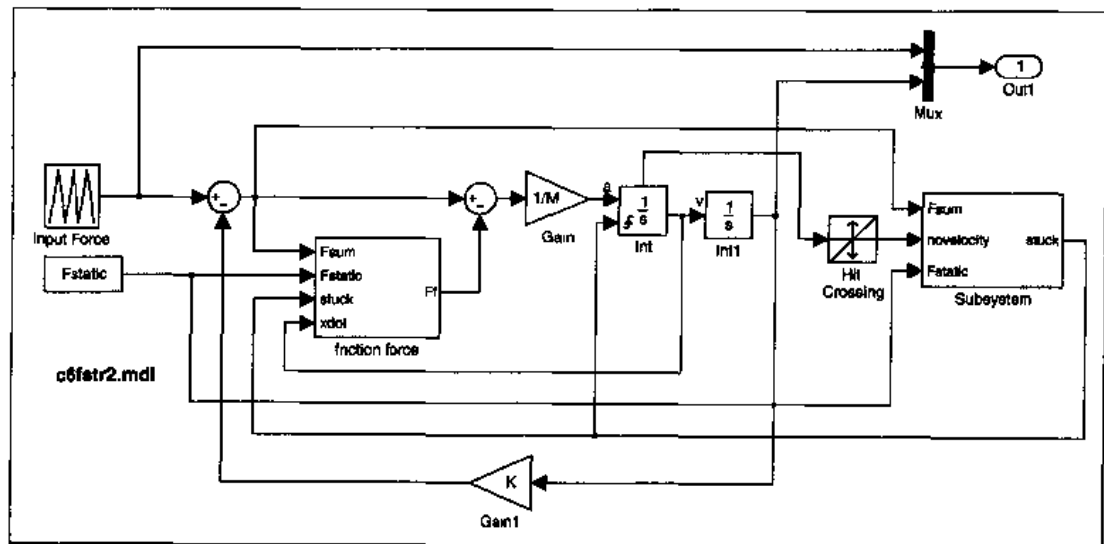 1
Out1
Mux
+
-
+
-
1/M
a
1
s
v
1
s
Input Force
Gain
Int
Int1
Fsum
Fstatic
stuck
xdot
Ff
Fstatic
friction force
Hit
Crossing
Fsum
novelocity
Fstatic
stuck
Subsystem
c6fstr2.mdl
K
Gain1